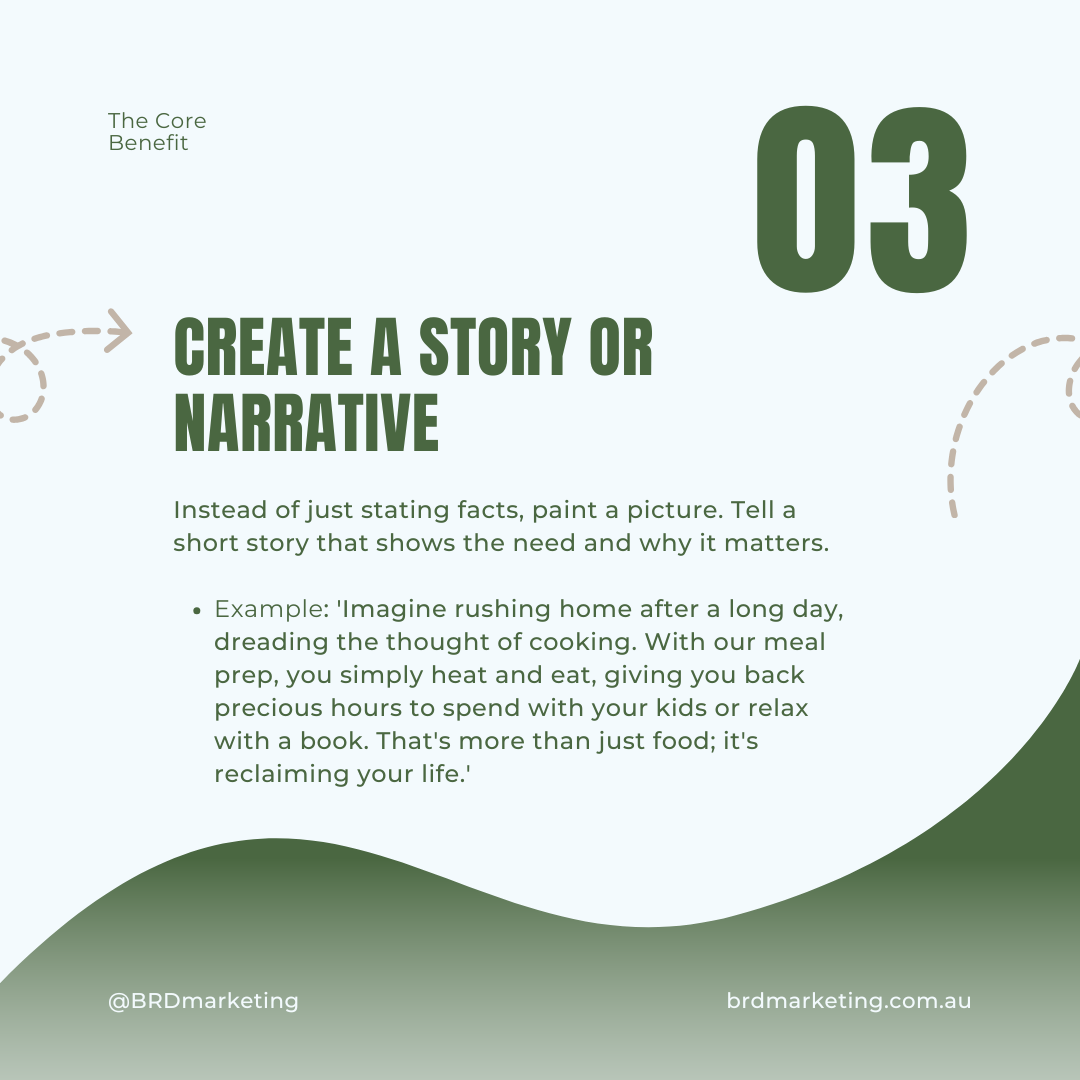 The Core
Benefit
03
CREATE A STORY OR
NARRATIVE
Instead of just stating facts, paint a picture. Tell a
short story that shows the need and why it matters.
• Example: 'Imagine rushing home after a long day,
dreading the thought of cooking. With our meal
prep, you simply heat and eat, giving you back
precious hours to spend with your kids or relax
with a book. That's more than just food; it's
reclaiming your life.'
@BRDmarketing
brdmarketing.com.au